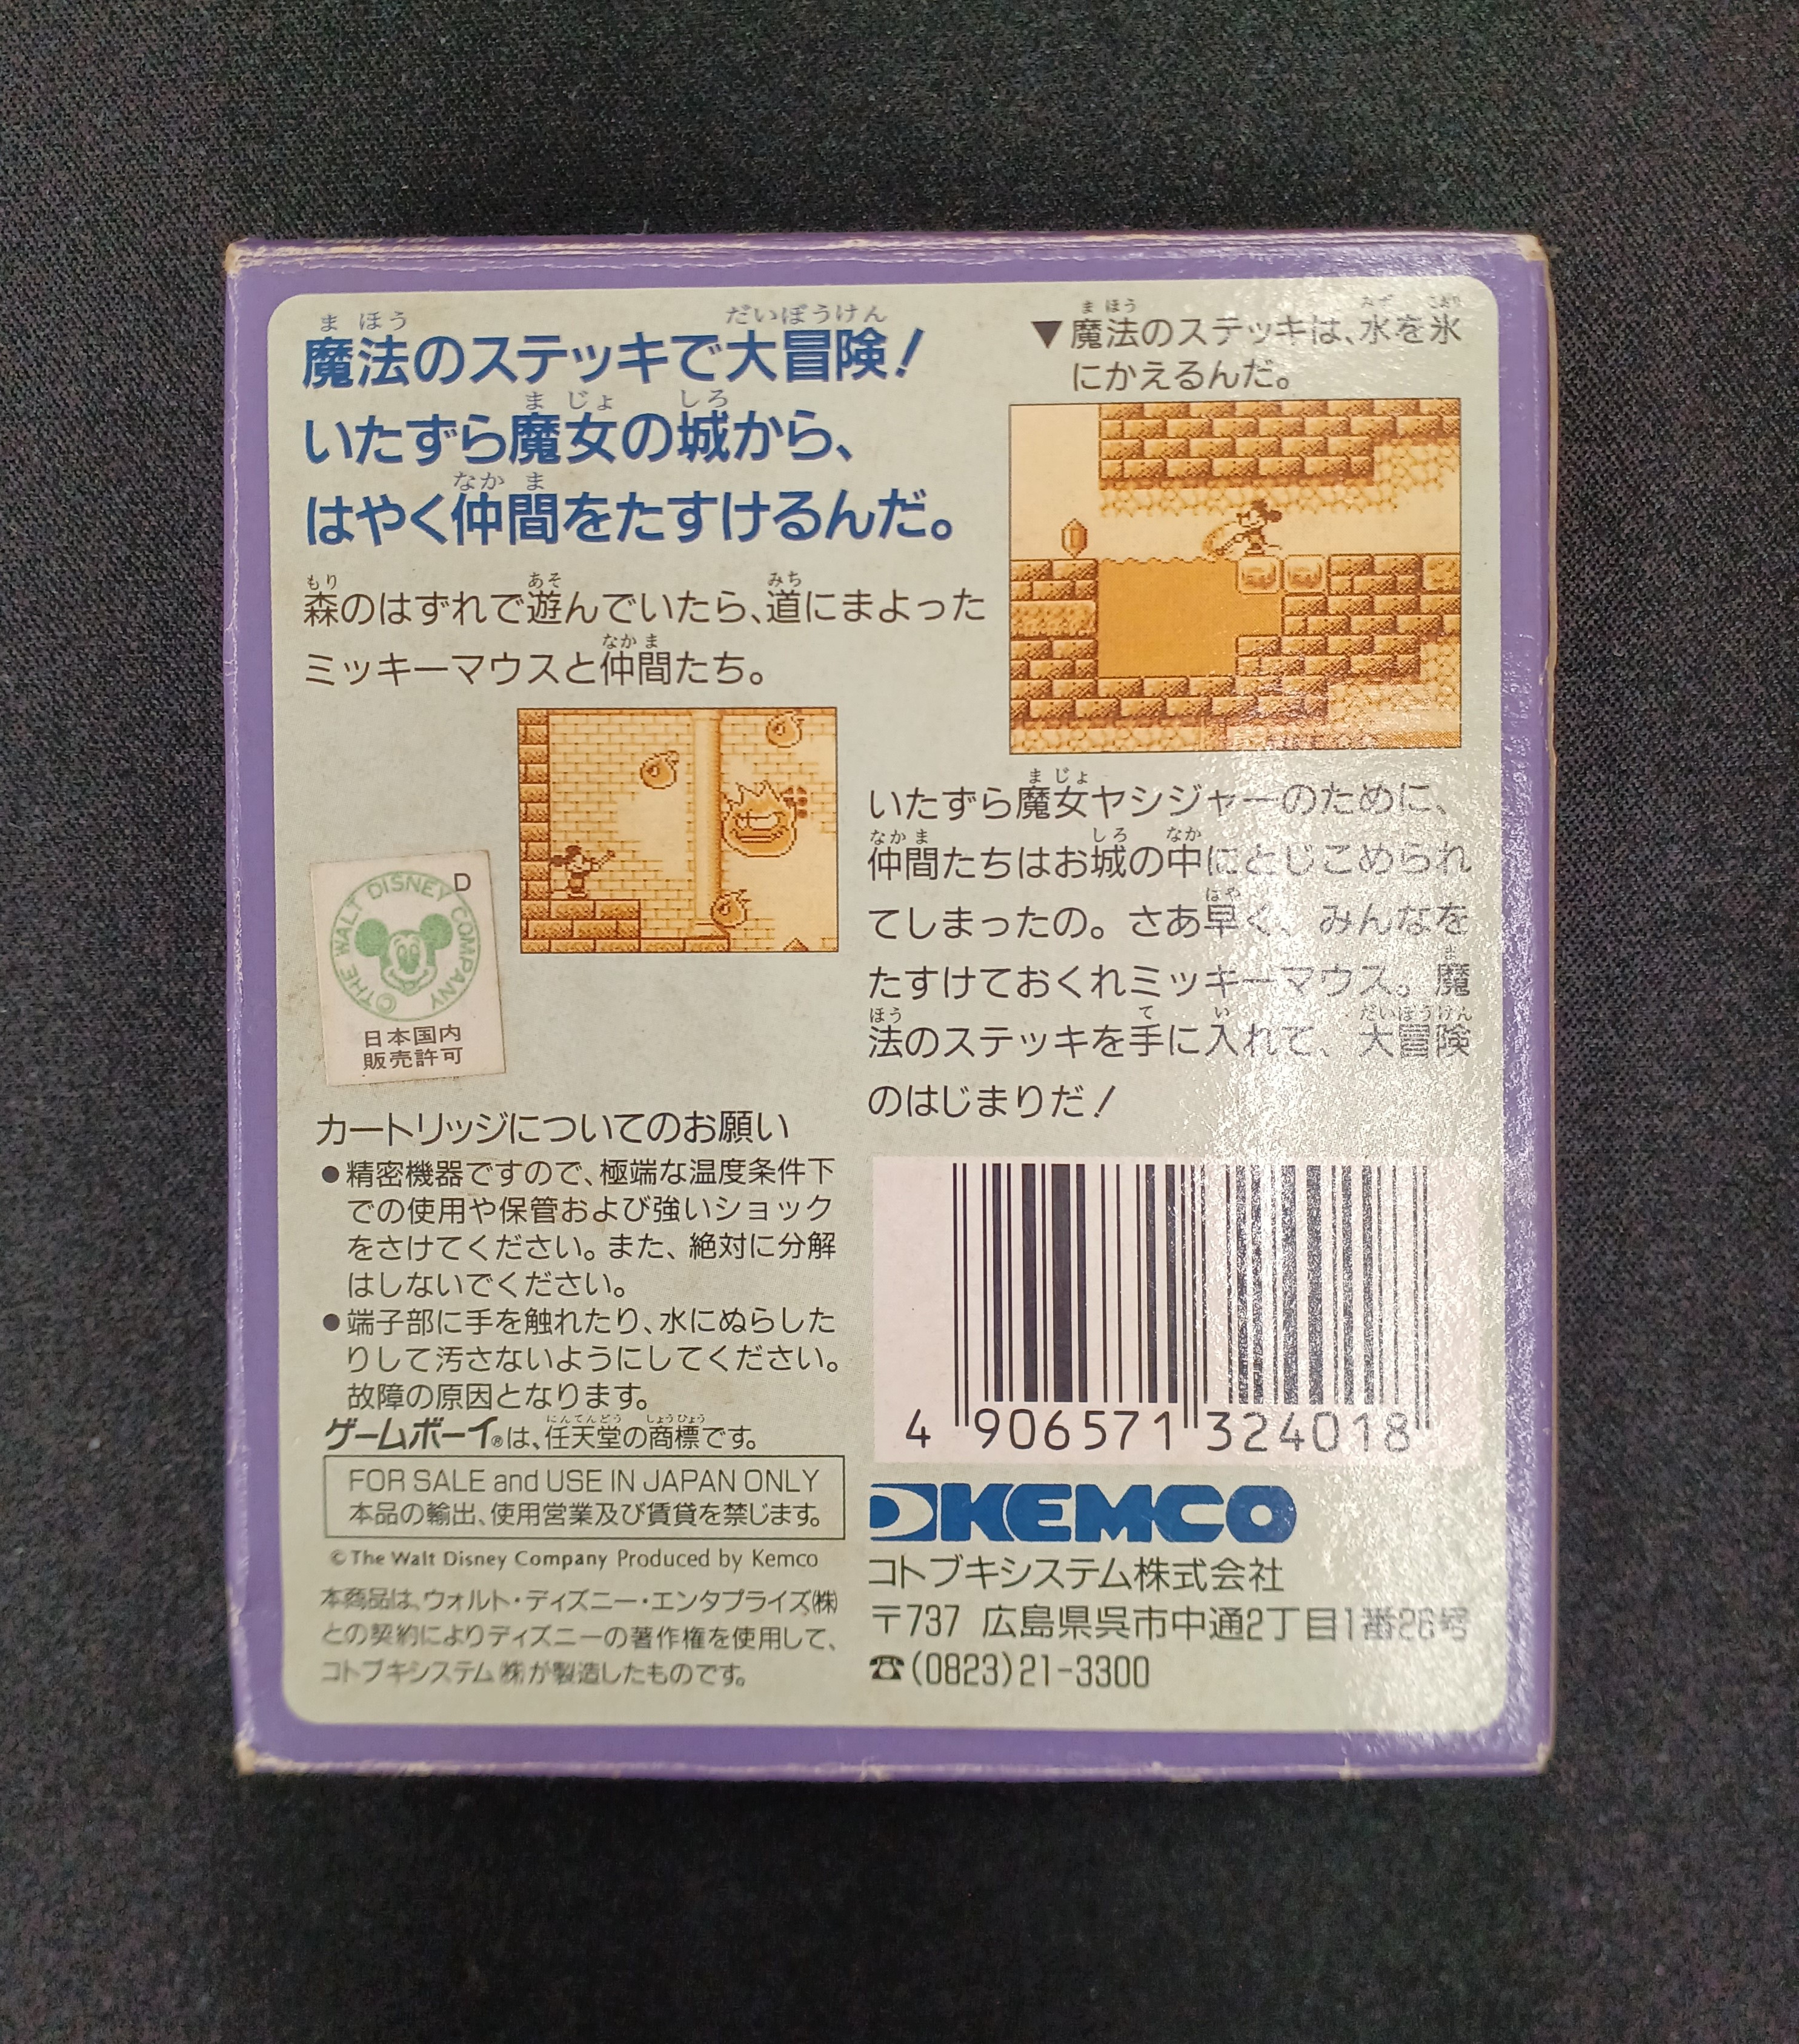 魔法のステッキで大冒険!
いたずら魔女の城から、
はやく仲間をたすけるんだ。
森のはずれで遊んでいたら、道にまよった
ミッキーマウスと仲間たち。
▼魔法のステッキは、水を氷
にかえるんだ。
いたずら魔女ヤシジャーのために、
仲間たちはお城の中にとじこめられ
てしまったの。さあ早く、みんなを
たすけておくれミッキーマウス。魔
法のステッキを手に入れて、大冒険
のはじまりだ!
D
©THE WALT DISNEY COMPANY
日本国内
販売許可
カートリッジについてのお願い
●精密機器ですので、極端な温度条件下
での使用や保管および強いショック
をさけてください。また、絶対に分解
はしないでください。
●端子部に手を触れたり、水にぬらした
りして汚さないようにしてください。
故障の原因となります。
ゲームボーイ®は、任天堂の商標です。
FOR SALE and USE IN JAPAN ONLY
本品の輸出、使用営業及び賃貸を禁じます。
©The Walt Disney Company Produced by Kemco
本商品は、ウォルト・ディズニー・エンタプライズ㈱
との契約によりディズニーの著作権を使用して、
コトブキシステム㈱が製造したものです。
4 906571 324018
KEMCO
コトブキシステム株式会社
〒737 広島県呉市中通2丁目1番26号
☎(0823)21-3300